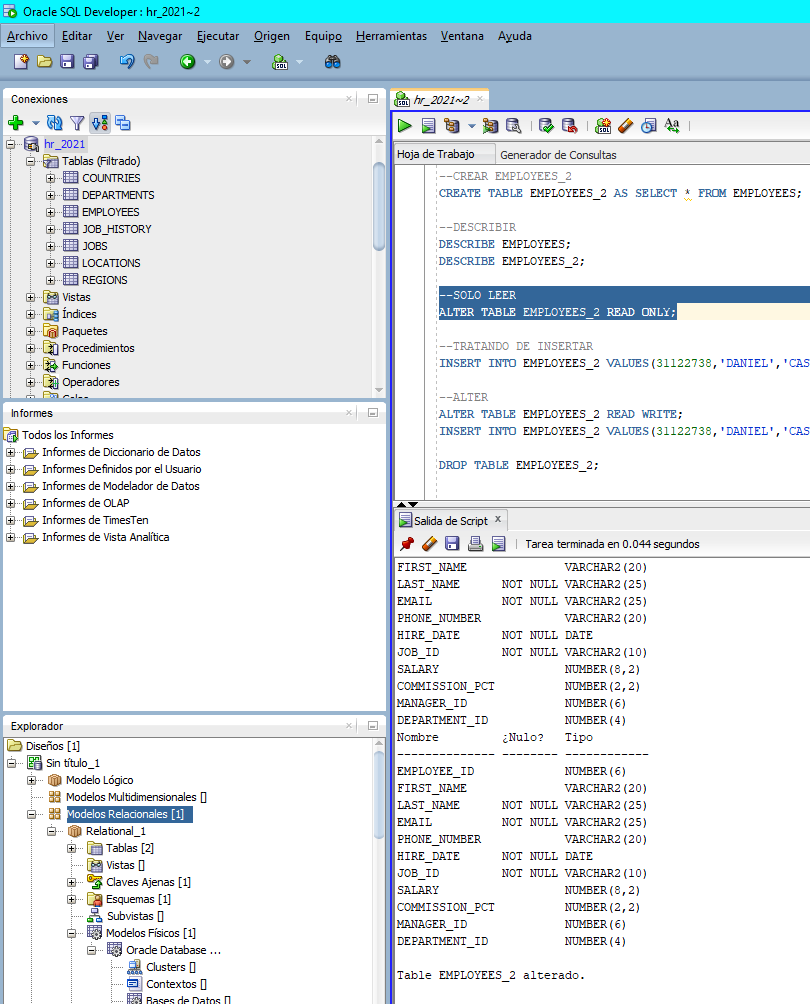 Oracle SQL Developer : hr_2021~2
Archivo Editar Ver Navegar Ejecutar Origen Equipo Herramientas Ventana Ayuda
Conexiones
hr_2021
Tablas (Filtrado)
COUNTRIES
DEPARTMENTS
EMPLOYEES
JOB_HISTORY
JOBS
LOCATIONS
REGIONS
Vistas
Índices
Paquetes
Procedimientos
Funciones
Operadores
Informes
Todos los Informes
Informes de Diccionario de Datos
Informes Definidos por el Usuario
Informes de Modelador de Datos
Informes de OLAP
Informes de TimesTen
Informes de Vista Analítica
Explorador
Diseños [1]
Sin título_1
Modelo Lógico
Modelos Multidimensionales []
Modelos Relacionales [1]
Relational_1
Tablas [2]
Vistas []
Claves Ajenas [1]
Esquemas [1]
Subvistas []
Modelos Físicos [1]
Oracle Database ...
Clusters []
Contextos []
Bases de Datos []
hr_2021~2
Hoja de Trabajo Generador de Consultas
--CREAR EMPLOYEES_2
CREATE TABLE EMPLOYEES_2 AS SELECT * FROM EMPLOYEES;
--DESCRIBIR
DESCRIBE EMPLOYEES;
DESCRIBE EMPLOYEES_2;
--SOLO LEER
ALTER TABLE EMPLOYEES_2 READ ONLY;
--TRATANDO DE INSERTAR
INSERT INTO EMPLOYEES_2 VALUES(31122738,'DANIEL','CAS
--ALTER
ALTER TABLE EMPLOYEES_2 READ WRITE;
INSERT INTO EMPLOYEES_2 VALUES(31122738,'DANIEL','CAS
DROP TABLE EMPLOYEES_2;
Salida de Script
Tarea terminada en 0.044 segundos
FIRST_NAME VARCHAR2(20)
LAST_NAME NOT NULL VARCHAR2(25)
EMAIL NOT NULL VARCHAR2(25)
PHONE_NUMBER VARCHAR2(20)
HIRE_DATE NOT NULL DATE
JOB_ID NOT NULL VARCHAR2(10)
SALARY NUMBER(8,2)
COMMISSION_PCT NUMBER(2,2)
MANAGER_ID NUMBER(6)
DEPARTMENT_ID NUMBER(4)
Nombre ¿Nulo? Tipo
-------------- -------- ------------
EMPLOYEE_ID NUMBER(6)
FIRST_NAME VARCHAR2(20)
LAST_NAME NOT NULL VARCHAR2(25)
EMAIL NOT NULL VARCHAR2(25)
PHONE_NUMBER VARCHAR2(20)
HIRE_DATE NOT NULL DATE
JOB_ID NOT NULL VARCHAR2(10)
SALARY NUMBER(8,2)
COMMISSION_PCT NUMBER(2,2)
MANAGER_ID NUMBER(6)
DEPARTMENT_ID NUMBER(4)
Table EMPLOYEES_2 alterado.